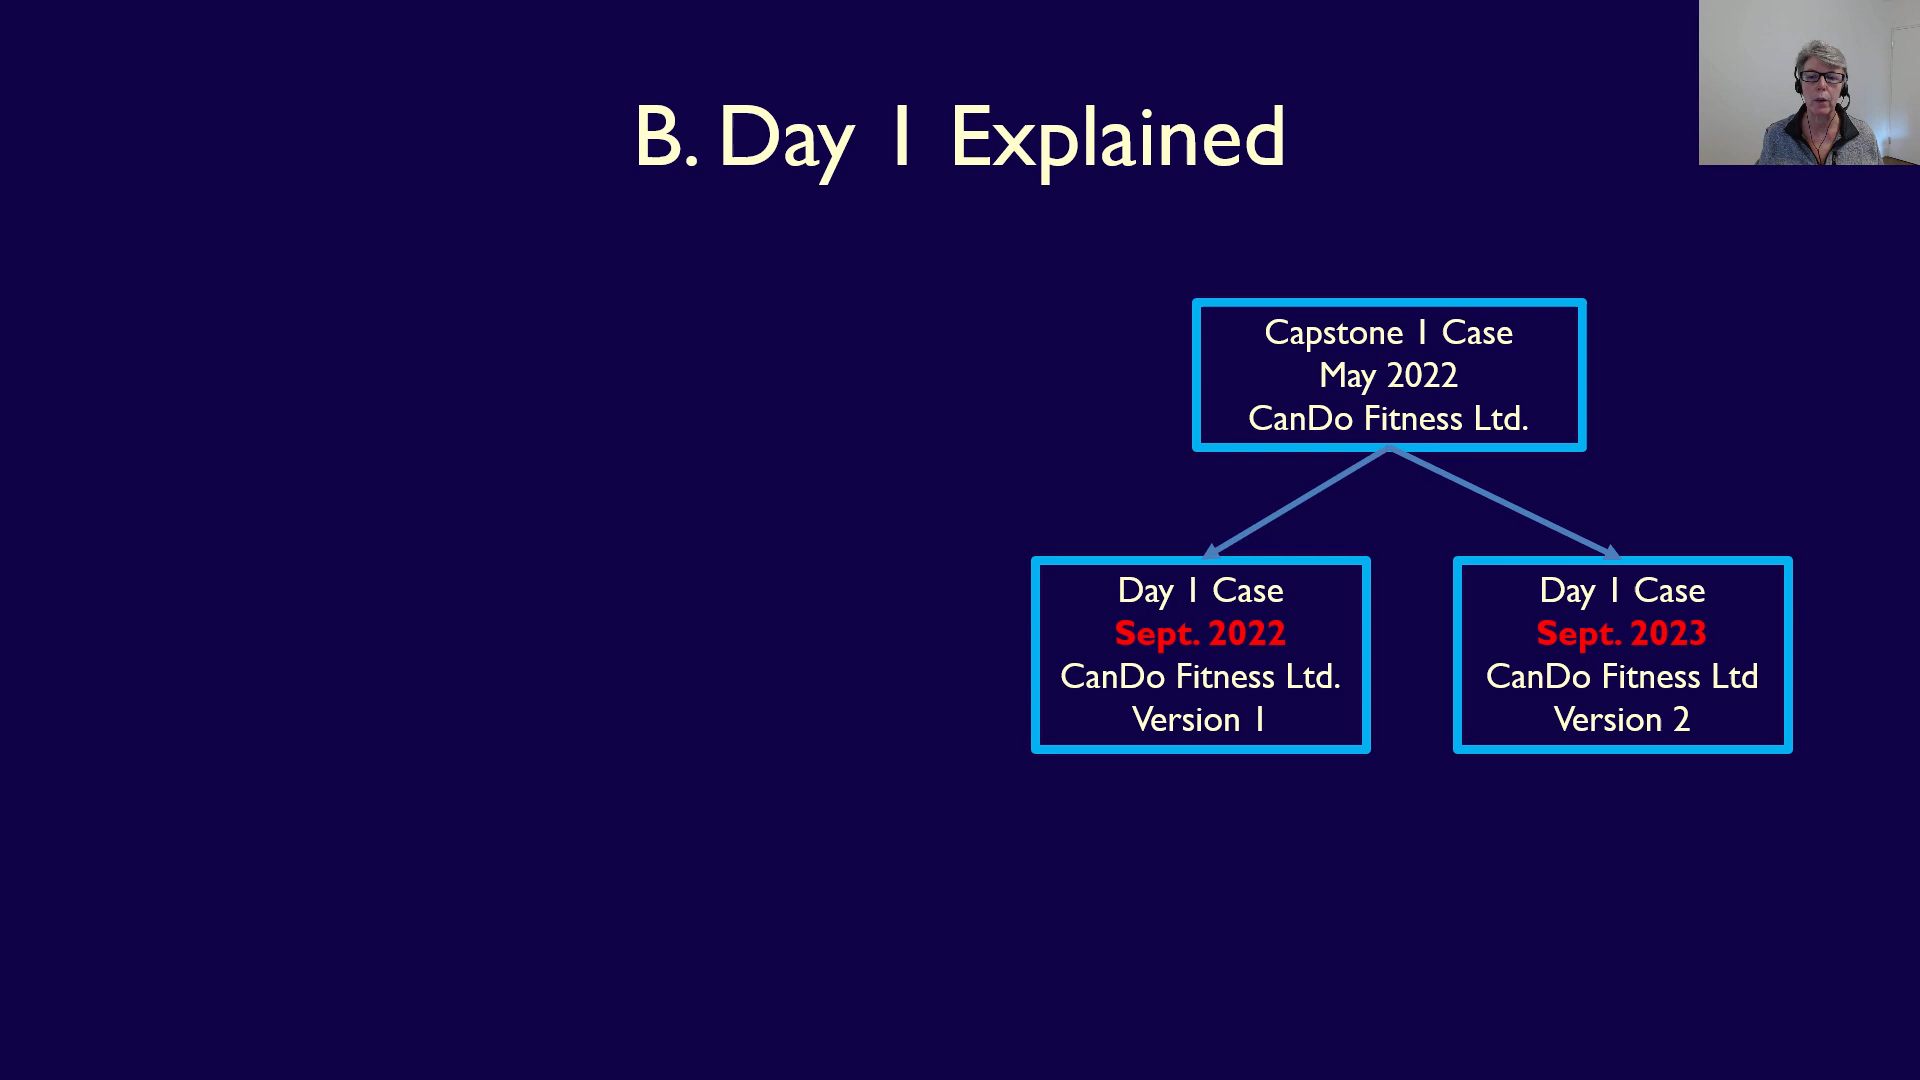 B. Day 1 Explained
Capstone 1 Case
May 2022
CanDo Fitness Ltd.
Day 1 Case
Sept. 2022
CanDo Fitness Ltd.
Version 1
Day 1 Case
Sept. 2023
CanDo Fitness Ltd
Version 2